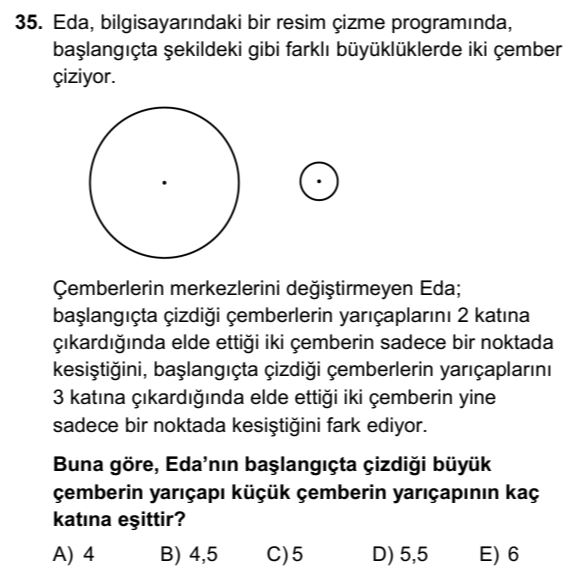 35. Eda, bilgisayarındaki bir resim çizme programında,
başlangıçta şekildeki gibi farklı büyüklüklerde iki çember
çiziyor.
Çemberlerin merkezlerini değiştirmeyen Eda;
başlangıçta çizdiği çemberlerin yarıçaplarını 2 katına
çıkardığında elde ettiği iki çemberin sadece bir noktada
kesiştiğini, başlangıçta çizdiği çemberlerin yarıçaplarını
3 katına çıkardığında elde ettiği iki çemberin yine
sadece bir noktada kesiştiğini fark ediyor.
Buna göre, Eda'nın başlangıçta çizdiği büyük
çemberin yarıçapı küçük çemberin yarıçapının kaç
katına eşittir?
A) 4 B) 4,5 C) 5 D) 5,5 E) 6